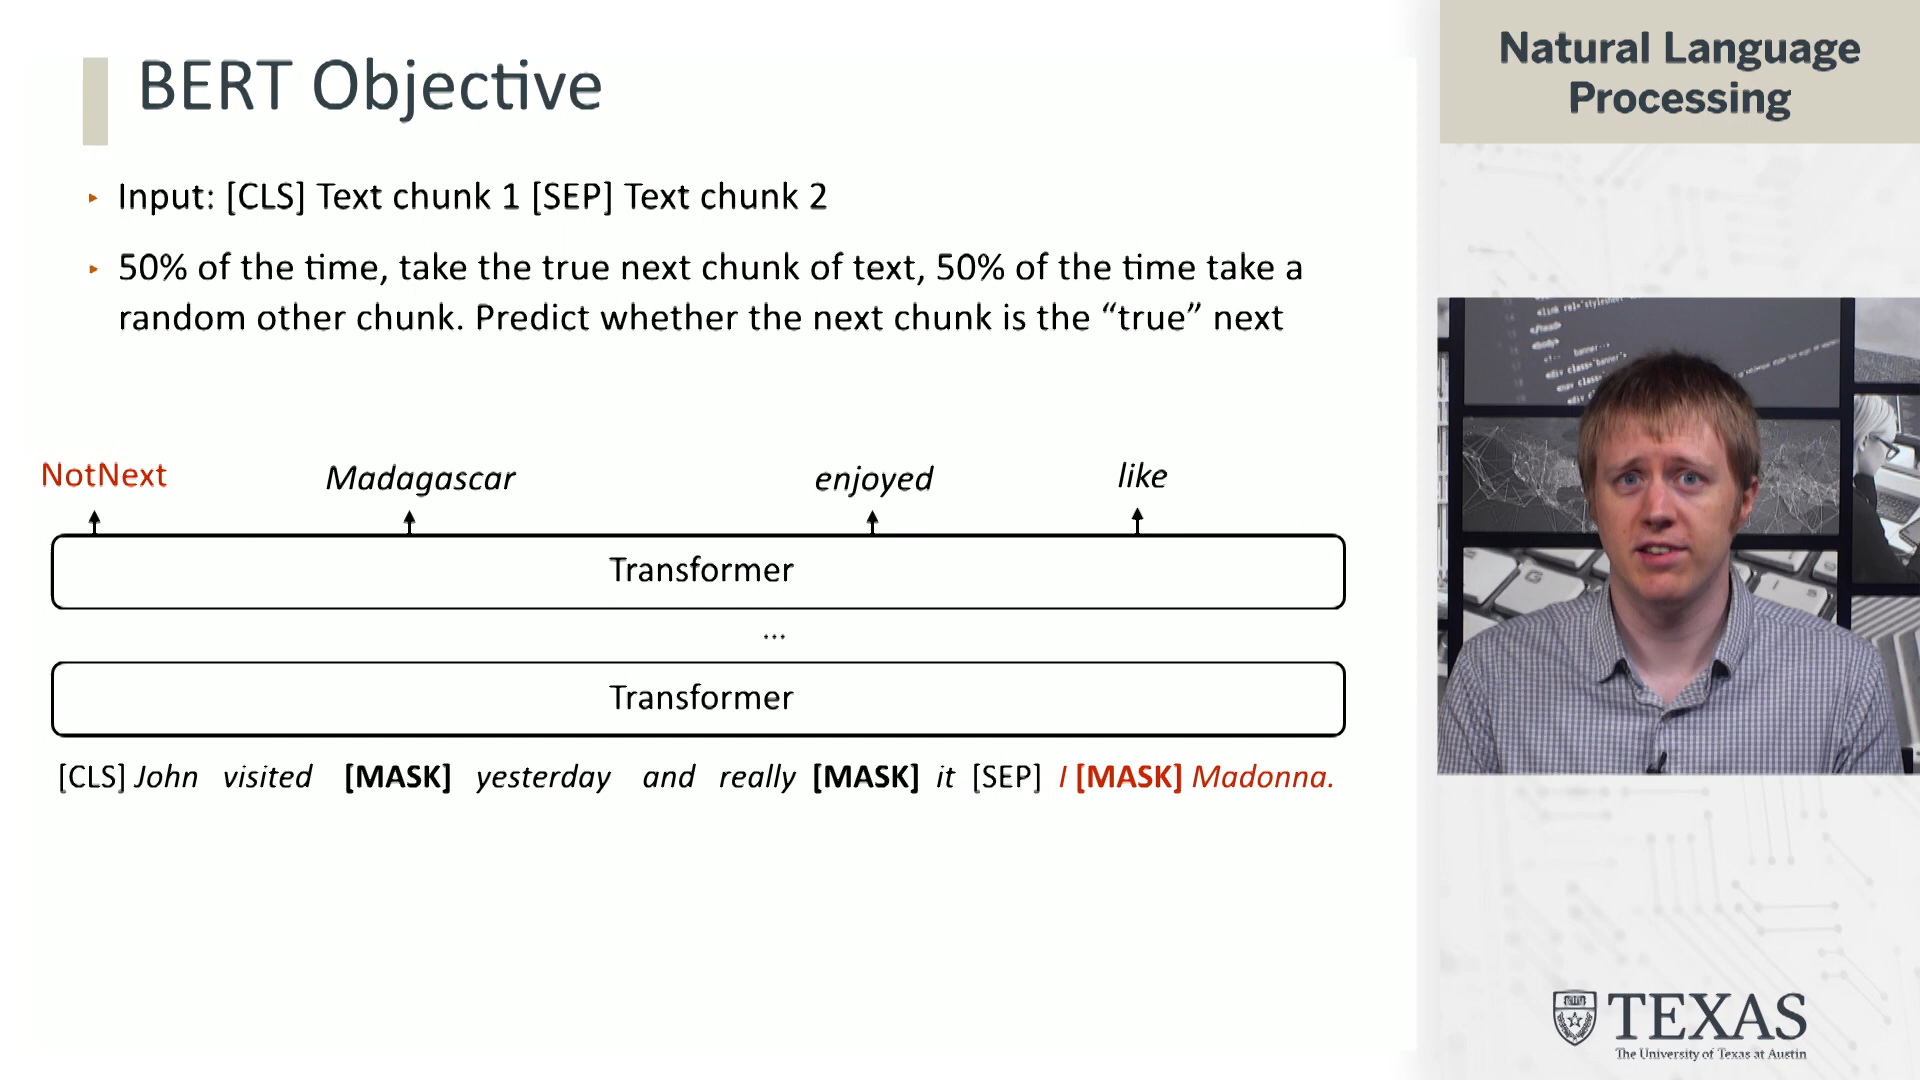 BERT Objective
Natural Language
Processing
▸ Input: [CLS] Text chunk 1 [SEP] Text chunk 2
▸ 50% of the time, take the true next chunk of text, 50% of the time take a
random other chunk. Predict whether the next chunk is the “true” next
NotNext Madagascar enjoyed like
Transformer
...
Transformer
[CLS] John visited [MASK] yesterday and really [MASK] it [SEP] I [MASK] Madonna.
TEXAS
The University of Texas at Austin